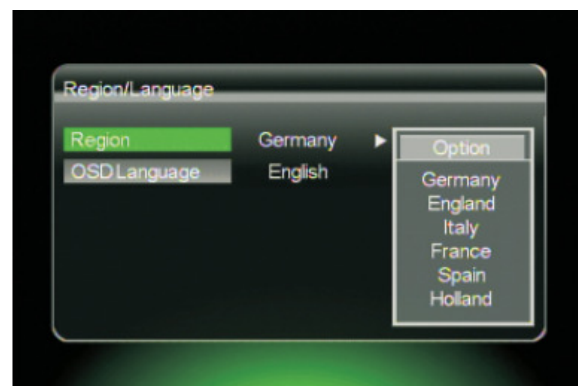 Region/Language
Region Germany ▶
OSD Language English
Option
Germany
England
Italy
France
Spain
Holland